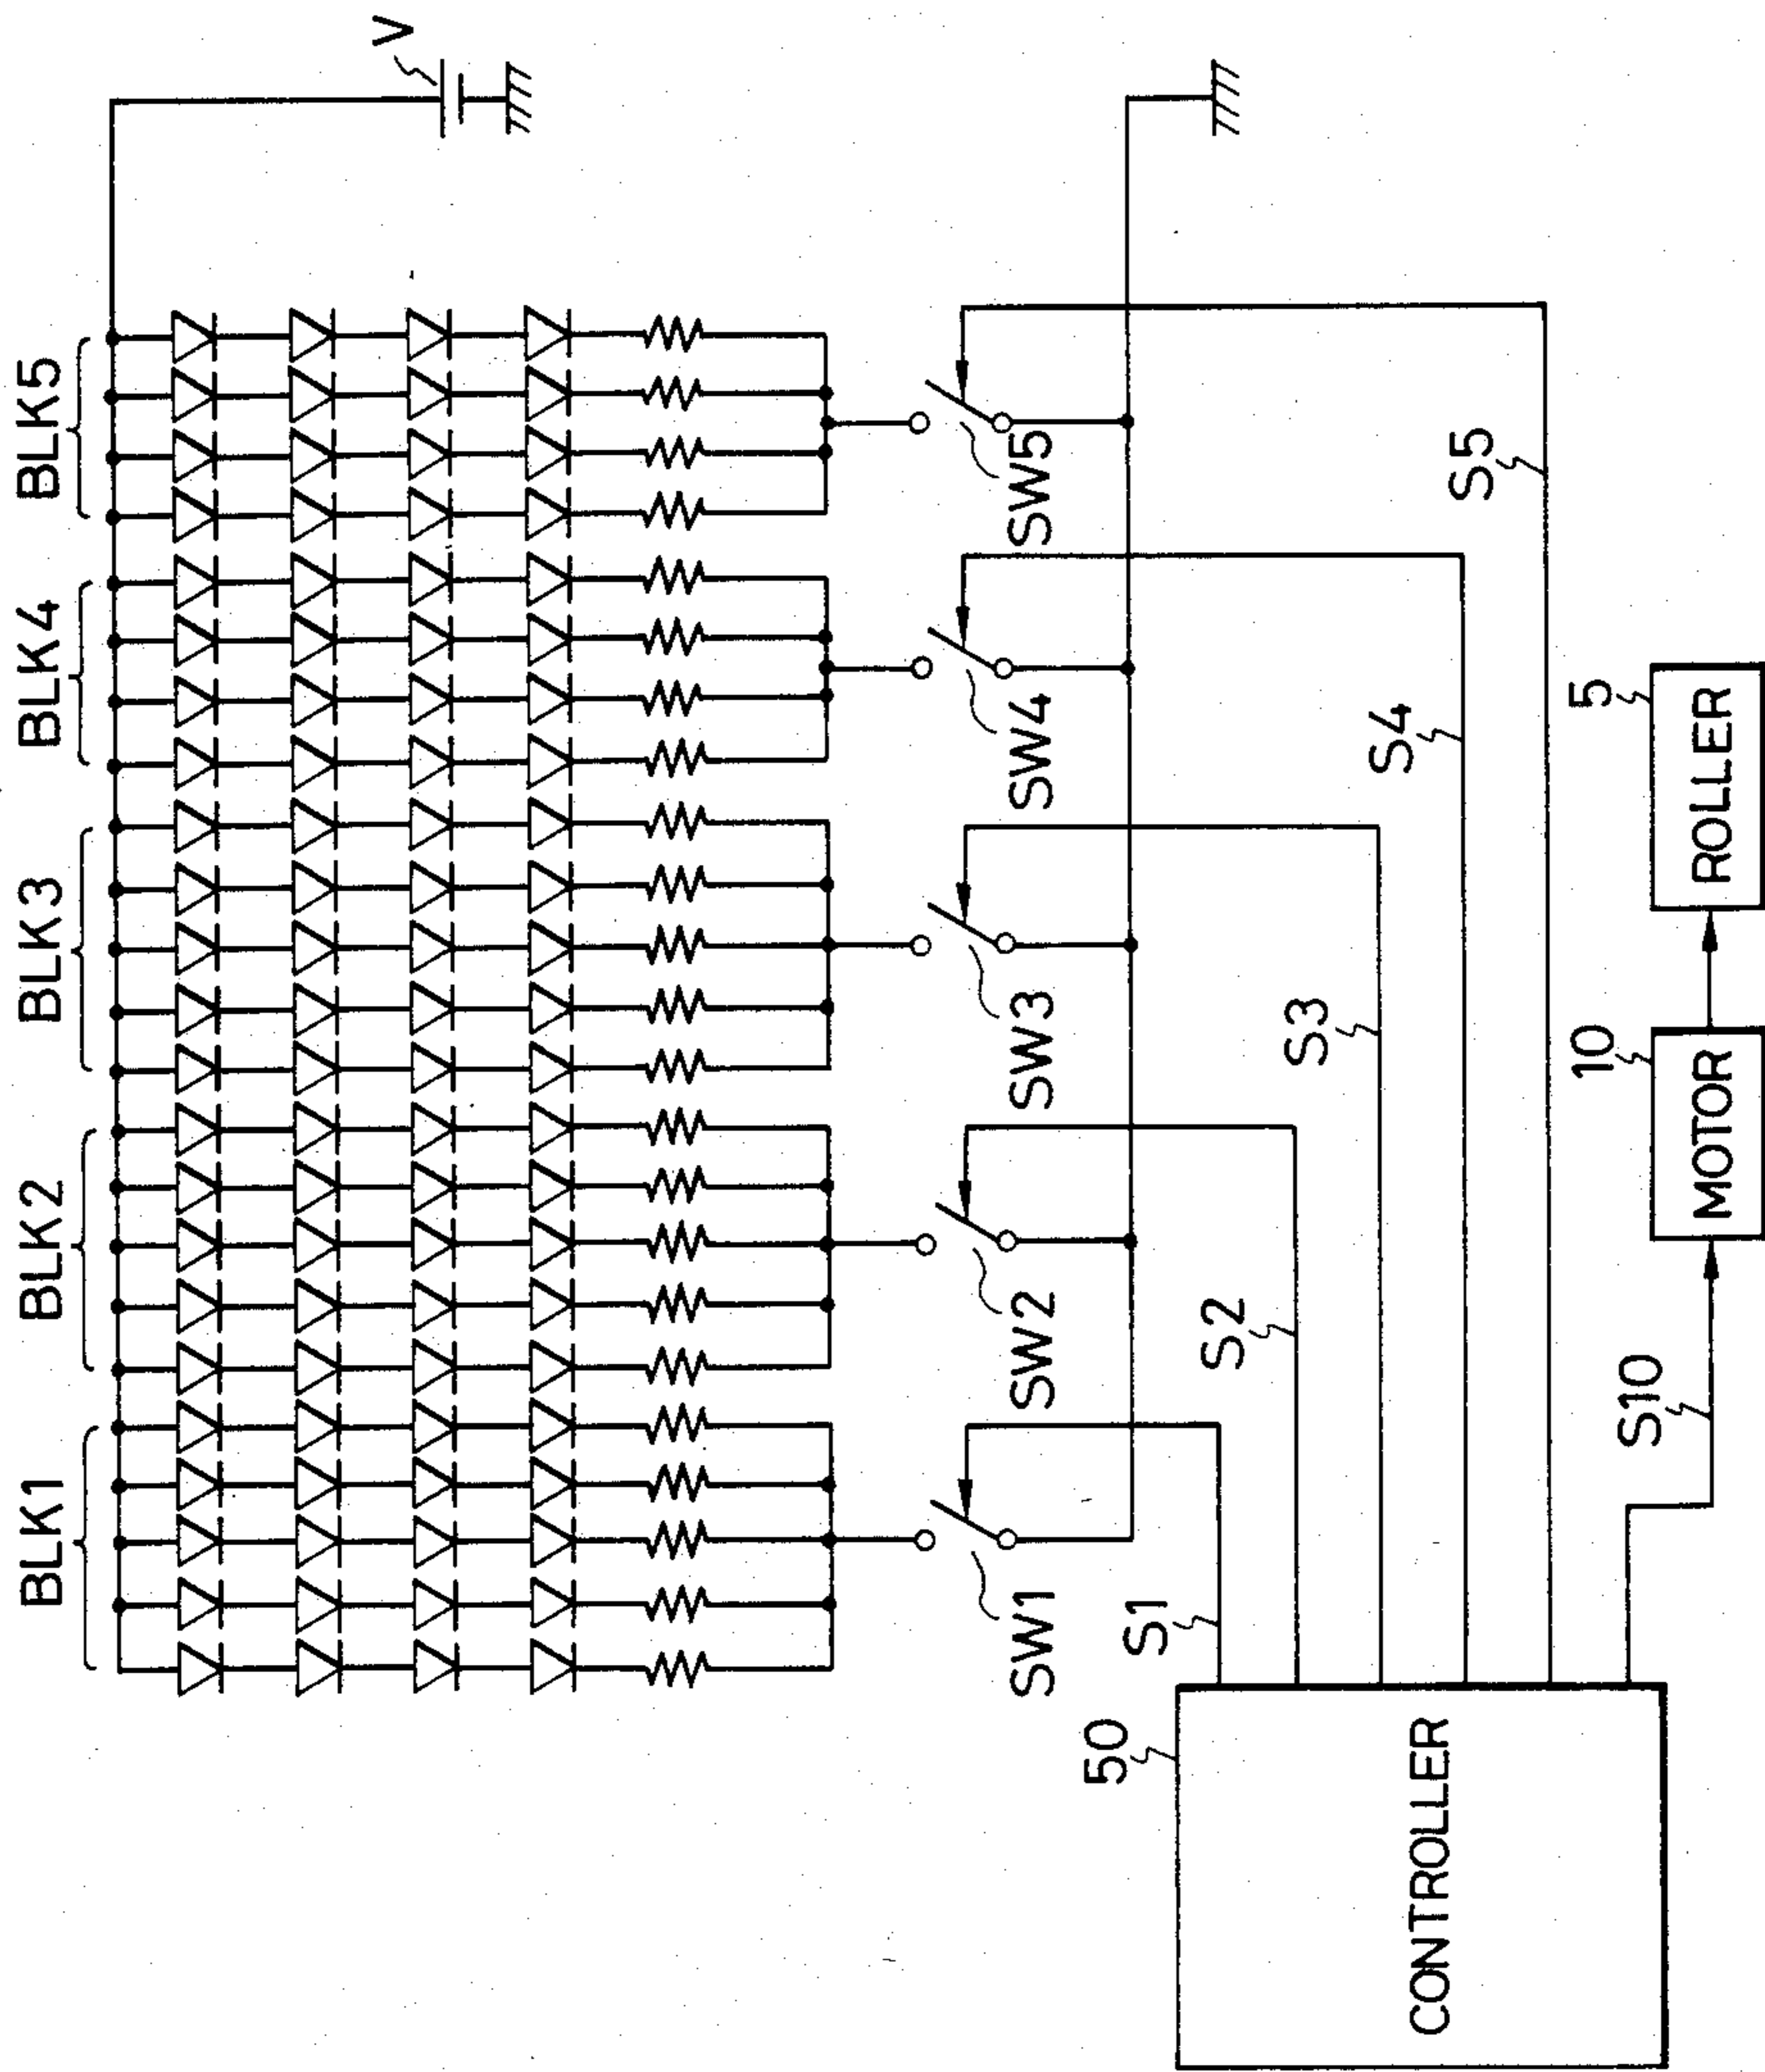 BLK1
BLK2
BLK3
BLK4
BLK5
V
SW1
SW2
SW3
SW4
SW5
S1
S2
S3
S4
S5
50
CONTROLLER
S10
10
MOTOR
5
ROLLER